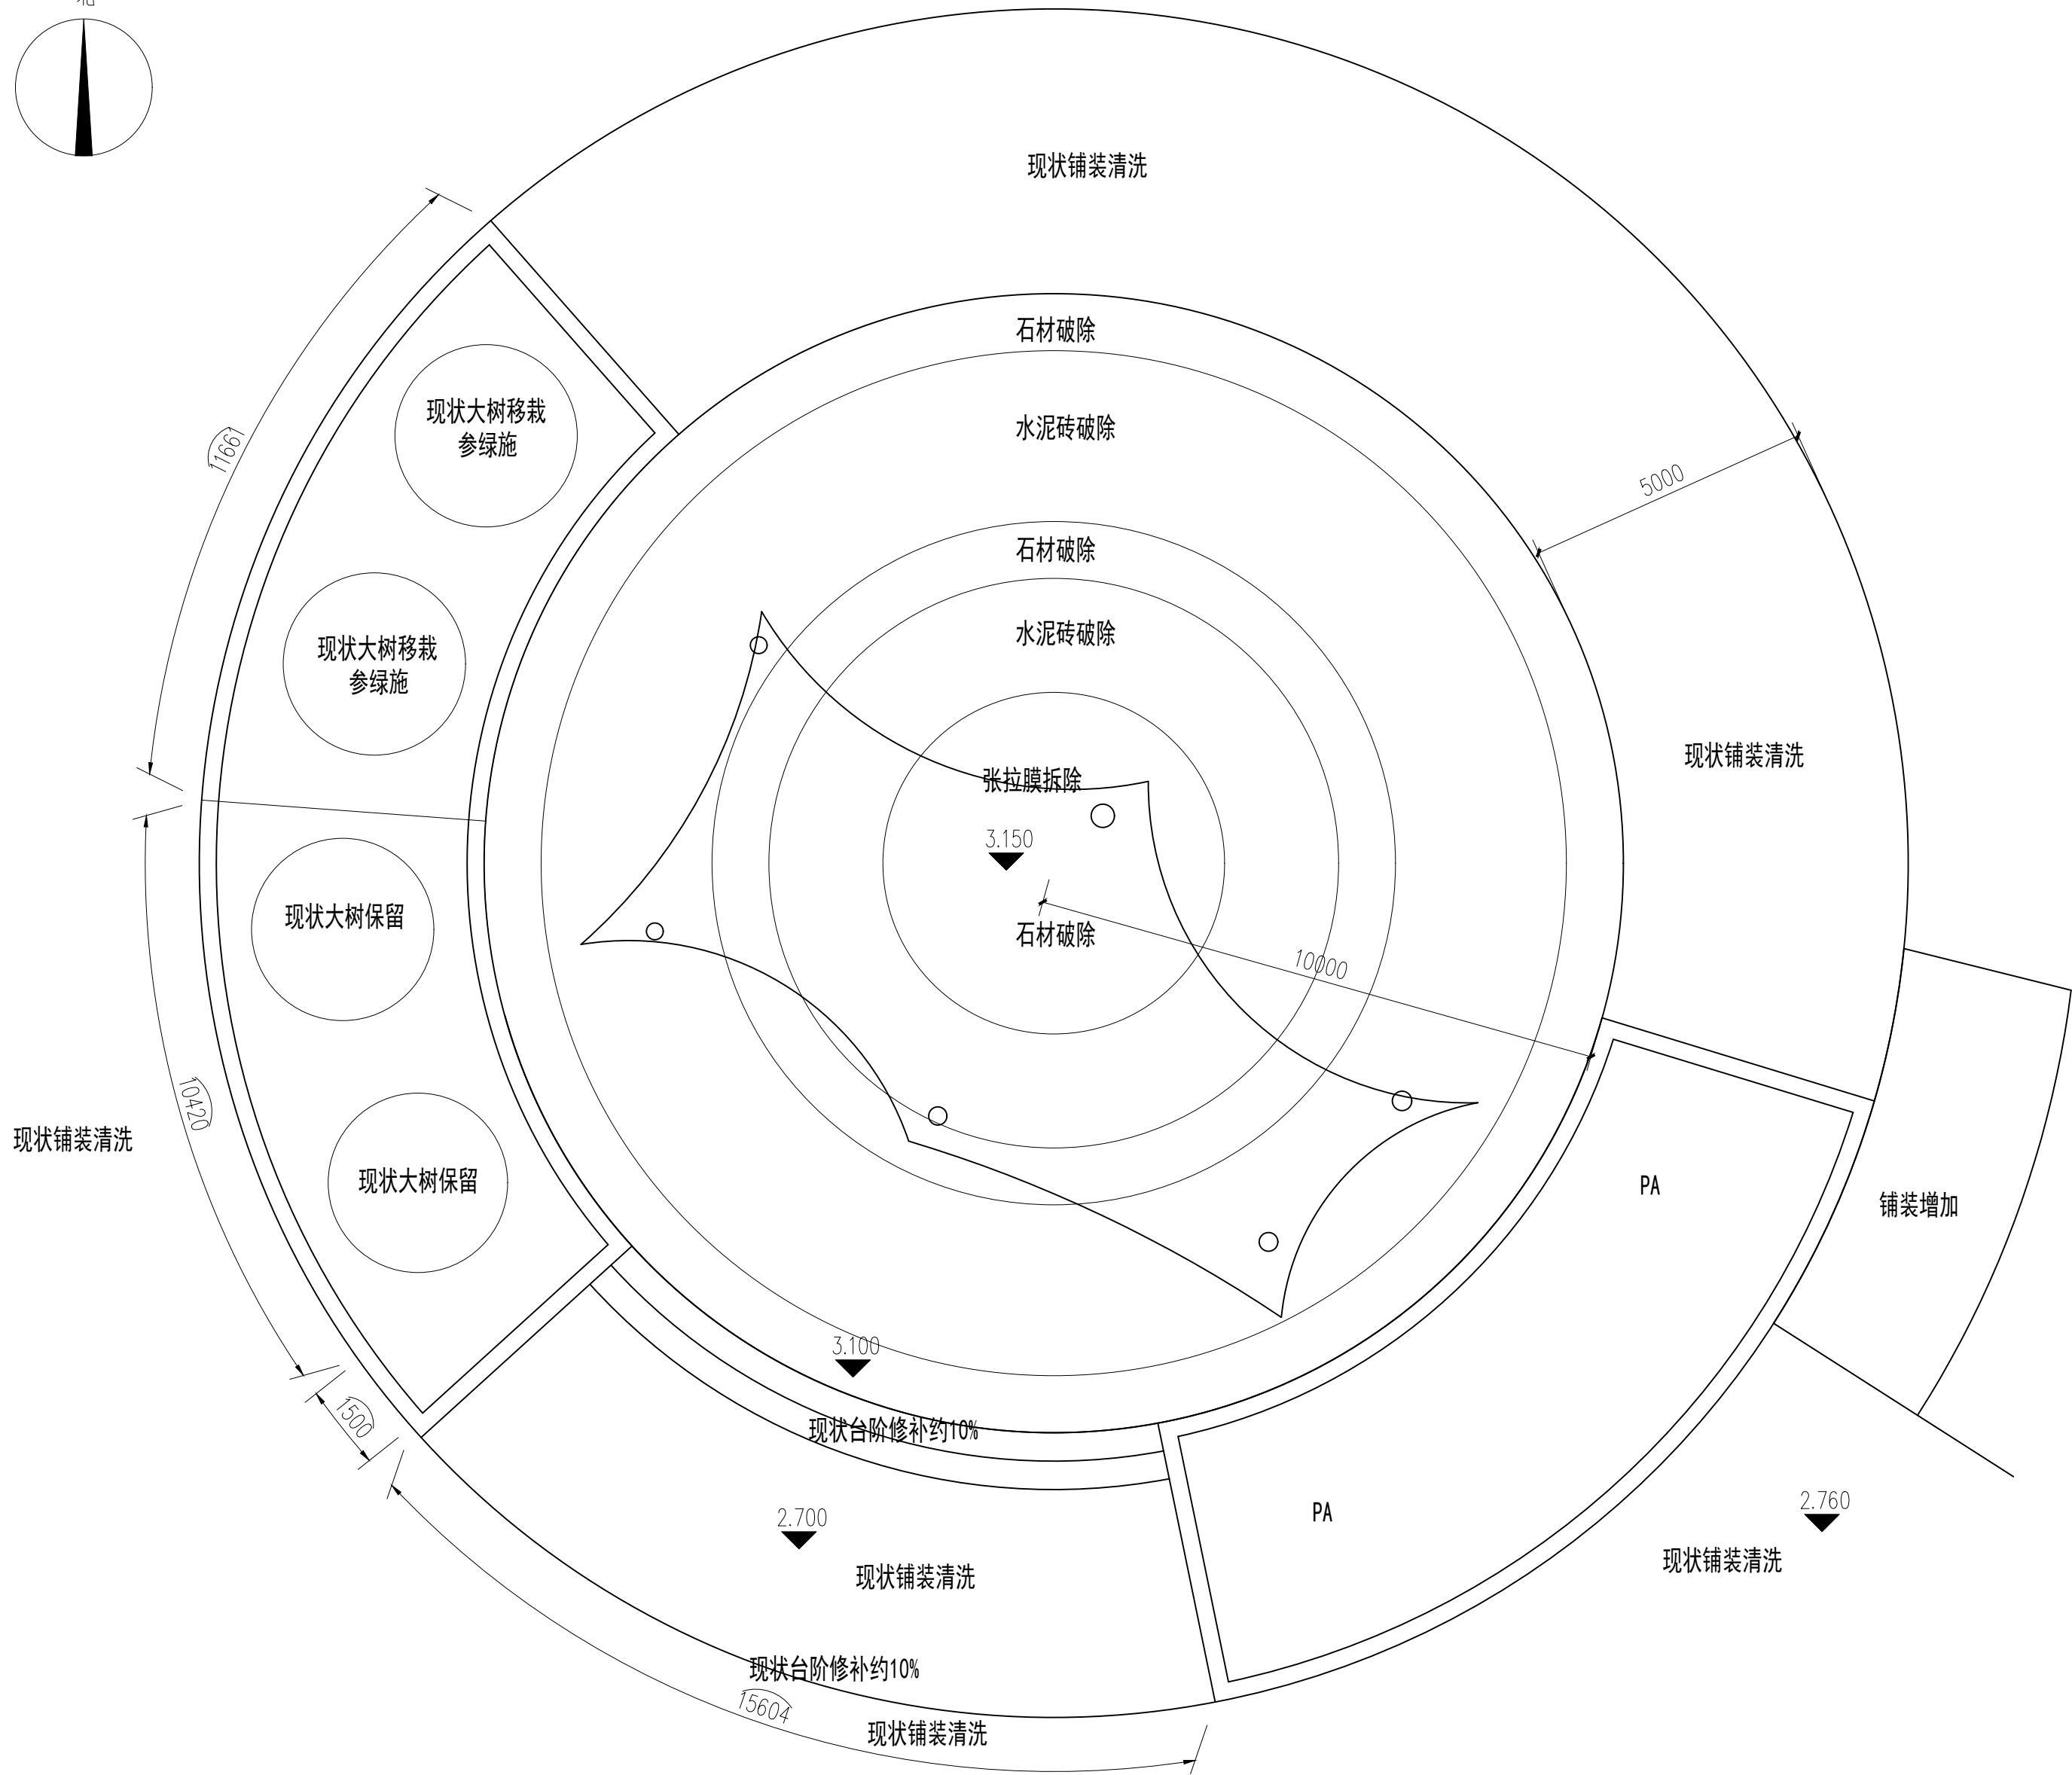 现状铺装清洗
石材破除
水泥砖破除
现状大树移栽
参绿施
11661
5000
石材破除
水泥砖破除
现状大树移栽
参绿施
现状铺装清洗
张拉膜拆除
3.150
现状大树保留
石材破除
10000
10420
现状铺装清洗
现状大树保留
PA
铺装增加
3.100
1500
现状台阶修补约10%
2.700
PA
2.760
现状铺装清洗
现状铺装清洗
现状台阶修补约10%
15604
现状铺装清洗